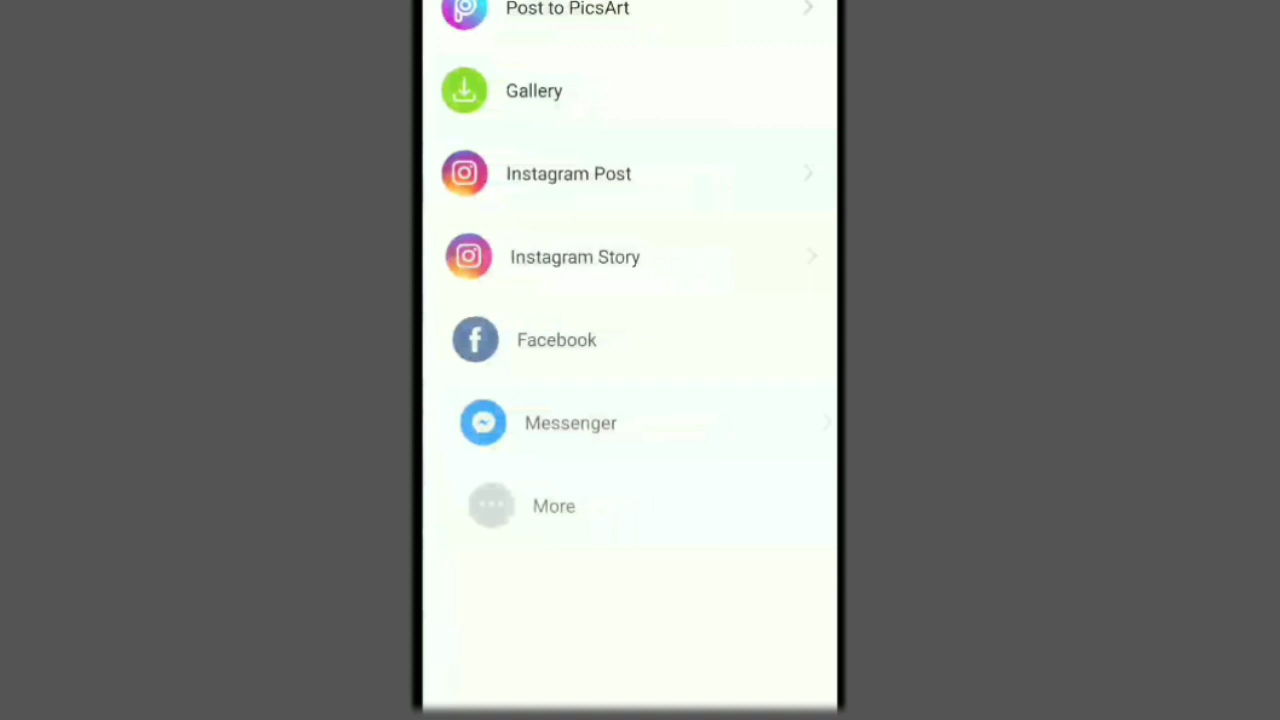 Post to PicsArt
Gallery
Instagram Post
Instagram Story
Facebook
Messenger
More